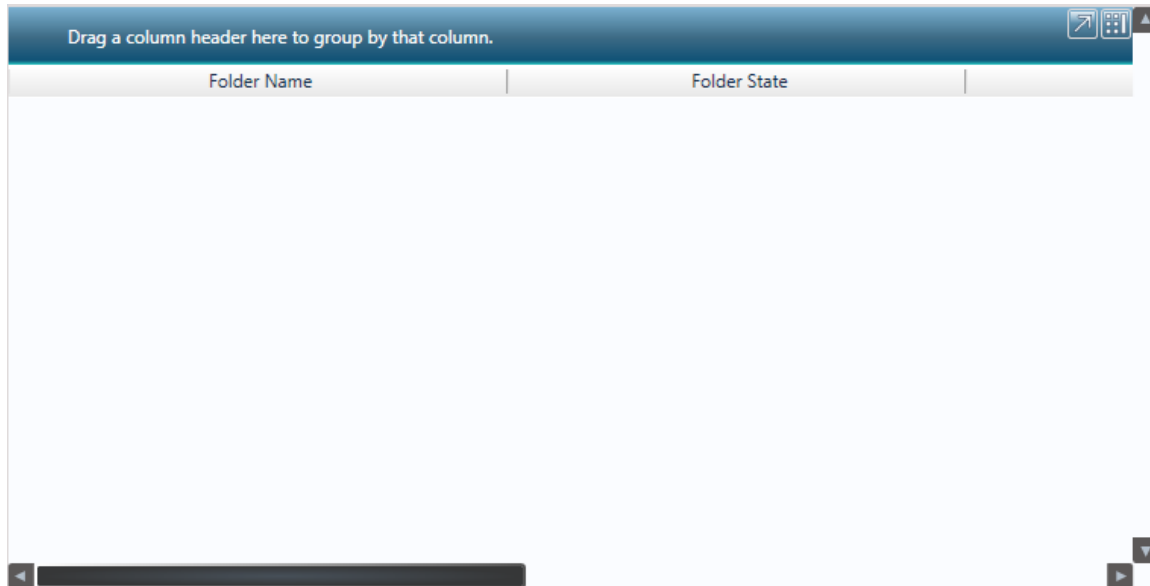 Drag a column header here to group by that column.
Folder Name
Folder State